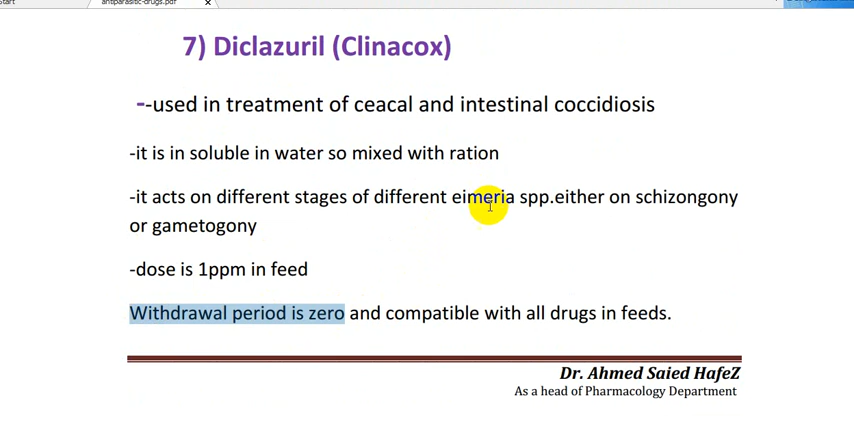 Start
antiparasitic-drugs.pdf
7) Diclazuril (Clinacox)
--used in treatment of ceacal and intestinal coccidiosis
-it is in soluble in water so mixed with ration
-it acts on different stages of different eimeria spp.either on schizongony
or gametogony
-dose is 1ppm in feed
Withdrawal period is zero and compatible with all drugs in feeds.
Dr. Ahmed Saied HafeZ
As a head of Pharmacology Department